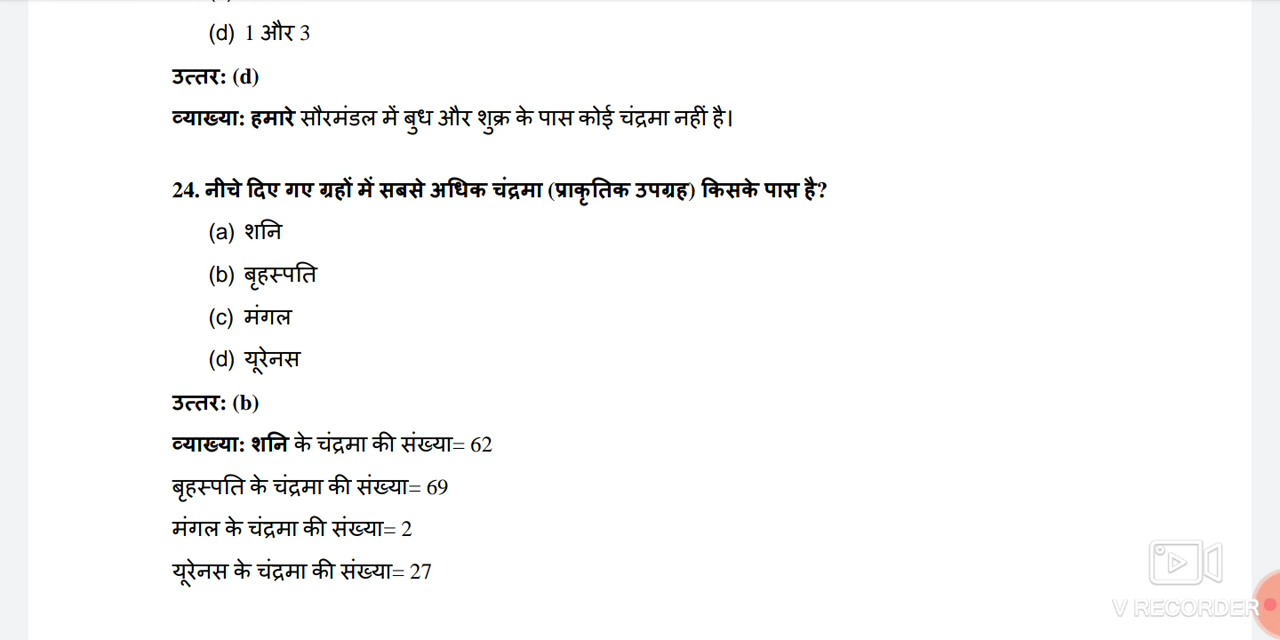 (d) 1 और 3
उत्तर: (d)
व्याख्या: हमारे सौरमंडल में बुध और शुक्र के पास कोई चंद्रमा नहीं है।
24. नीचे दिए गए ग्रहों में सबसे अधिक चंद्रमा (प्राकृतिक उपग्रह) किसके पास है?
(a) शनि
(b) बृहस्पति
(c) मंगल
(d) यूरेनस
उत्तर: (b)
व्याख्या: शनि के चंद्रमा की संख्या= 62
बृहस्पति के चंद्रमा की संख्या= 69
मंगल के चंद्रमा की संख्या= 2
यूरेनस के चंद्रमा की संख्या= 27
V RECORDER